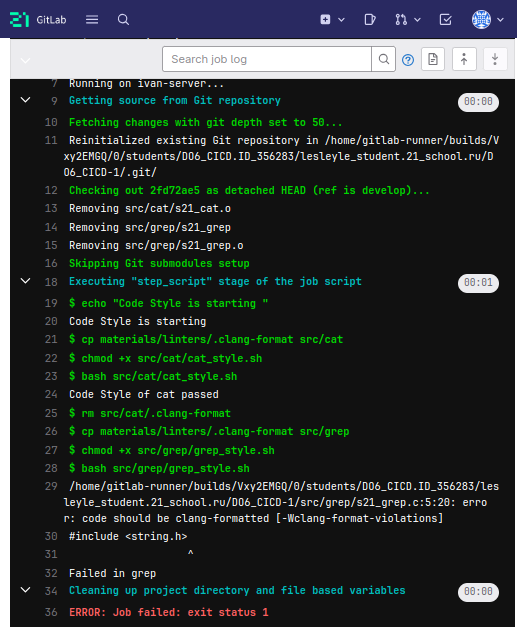 21 GitLab
Search job log
7 Running on ivan-server...
9 Getting source from Git repository 00:00
10 Fetching changes with git depth set to 50...
11 Reinitialized existing Git repository in /home/gitlab-runner/builds/V
xy2EMGQ/0/students/DO6_CICD.ID_356283/lesleyle_student.21_school.ru/D
O6_CICD-1/.git/
12 Checking out 2fd72ae5 as detached HEAD (ref is develop)...
13 Removing src/cat/s21_cat.o
14 Removing src/grep/s21_grep
15 Removing src/grep/s21_grep.o
16 Skipping Git submodules setup
18 Executing "step_script" stage of the job script 00:01
19 $ echo "Code Style is starting "
20 Code Style is starting
21 $ cp materials/linters/.clang-format src/cat
22 $ chmod +x src/cat/cat_style.sh
23 $ bash src/cat/cat_style.sh
24 Code Style of cat passed
25 $ rm src/cat/.clang-format
26 $ cp materials/linters/.clang-format src/grep
27 $ chmod +x src/grep/grep_style.sh
28 $ bash src/grep/grep_style.sh
29 /home/gitlab-runner/builds/Vxy2EMGQ/0/students/DO6_CICD.ID_356283/les
leyle_student.21_school.ru/DO6_CICD-1/src/grep/s21_grep.c:5:20: erro
r: code should be clang-formatted [-Wclang-format-violations]
30 #include <string.h>
31 ^
32 Failed in grep
34 Cleaning up project directory and file based variables 00:00
36 ERROR: Job failed: exit status 1